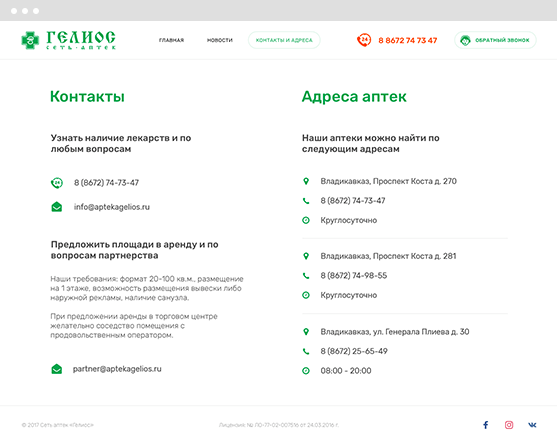 ГЕЛИОС
СЕТЬ-АПТЕК
ГЛАВНАЯ
НОВОСТИ
КОНТАКТЫ И АДРЕСА
24
8 8672 74 73 47
ОБРАТНЫЙ ЗВОНОК
Контакты
Узнать наличие лекарств и по
любым вопросам
24
8 (8672) 74-73-47
info@aptekagelios.ru
Предложить площади в аренду и по
вопросам партнерства
Наши требования: формат 20-100 кв.м., размещение
на 1 этаже, возможность размещения вывески либо
наружной рекламы, наличие санузла.
При предложении аренды в торговом центре
желательно соседство помещения с
продовольственным оператором.
partner@aptekagelios.ru
Адреса аптек
Наши аптеки можно найти по
следующим адресам
Владикавказ, Проспект Коста д. 270
8 (8672) 74-73-47
Круглосуточно
Владикавказ, Проспект Коста д. 281
8 (8672) 74-98-55
Круглосуточно
Владикавказ, ул. Генерала Плиева д. 30
8 (8672) 25-65-49
08:00 - 20:00
© 2017 Сеть аптек «Гелиос»
Лицензия: № ЛО-77-02-007516 от 24.03.2016 г.